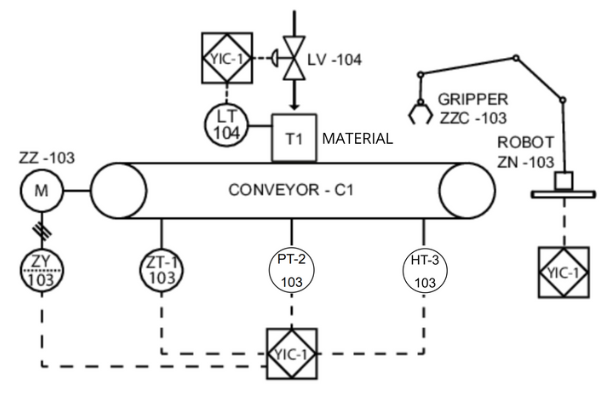 YIC-1
LV -104
LT
104
T1
MATERIAL
GRIPPER
ZZC -103
ROBOT
ZN -103
ZZ -103
M
CONVEYOR - C1
ZY
103
ZT-1
103
PT-2
103
HT-3
103
YIC-1
YIC-1